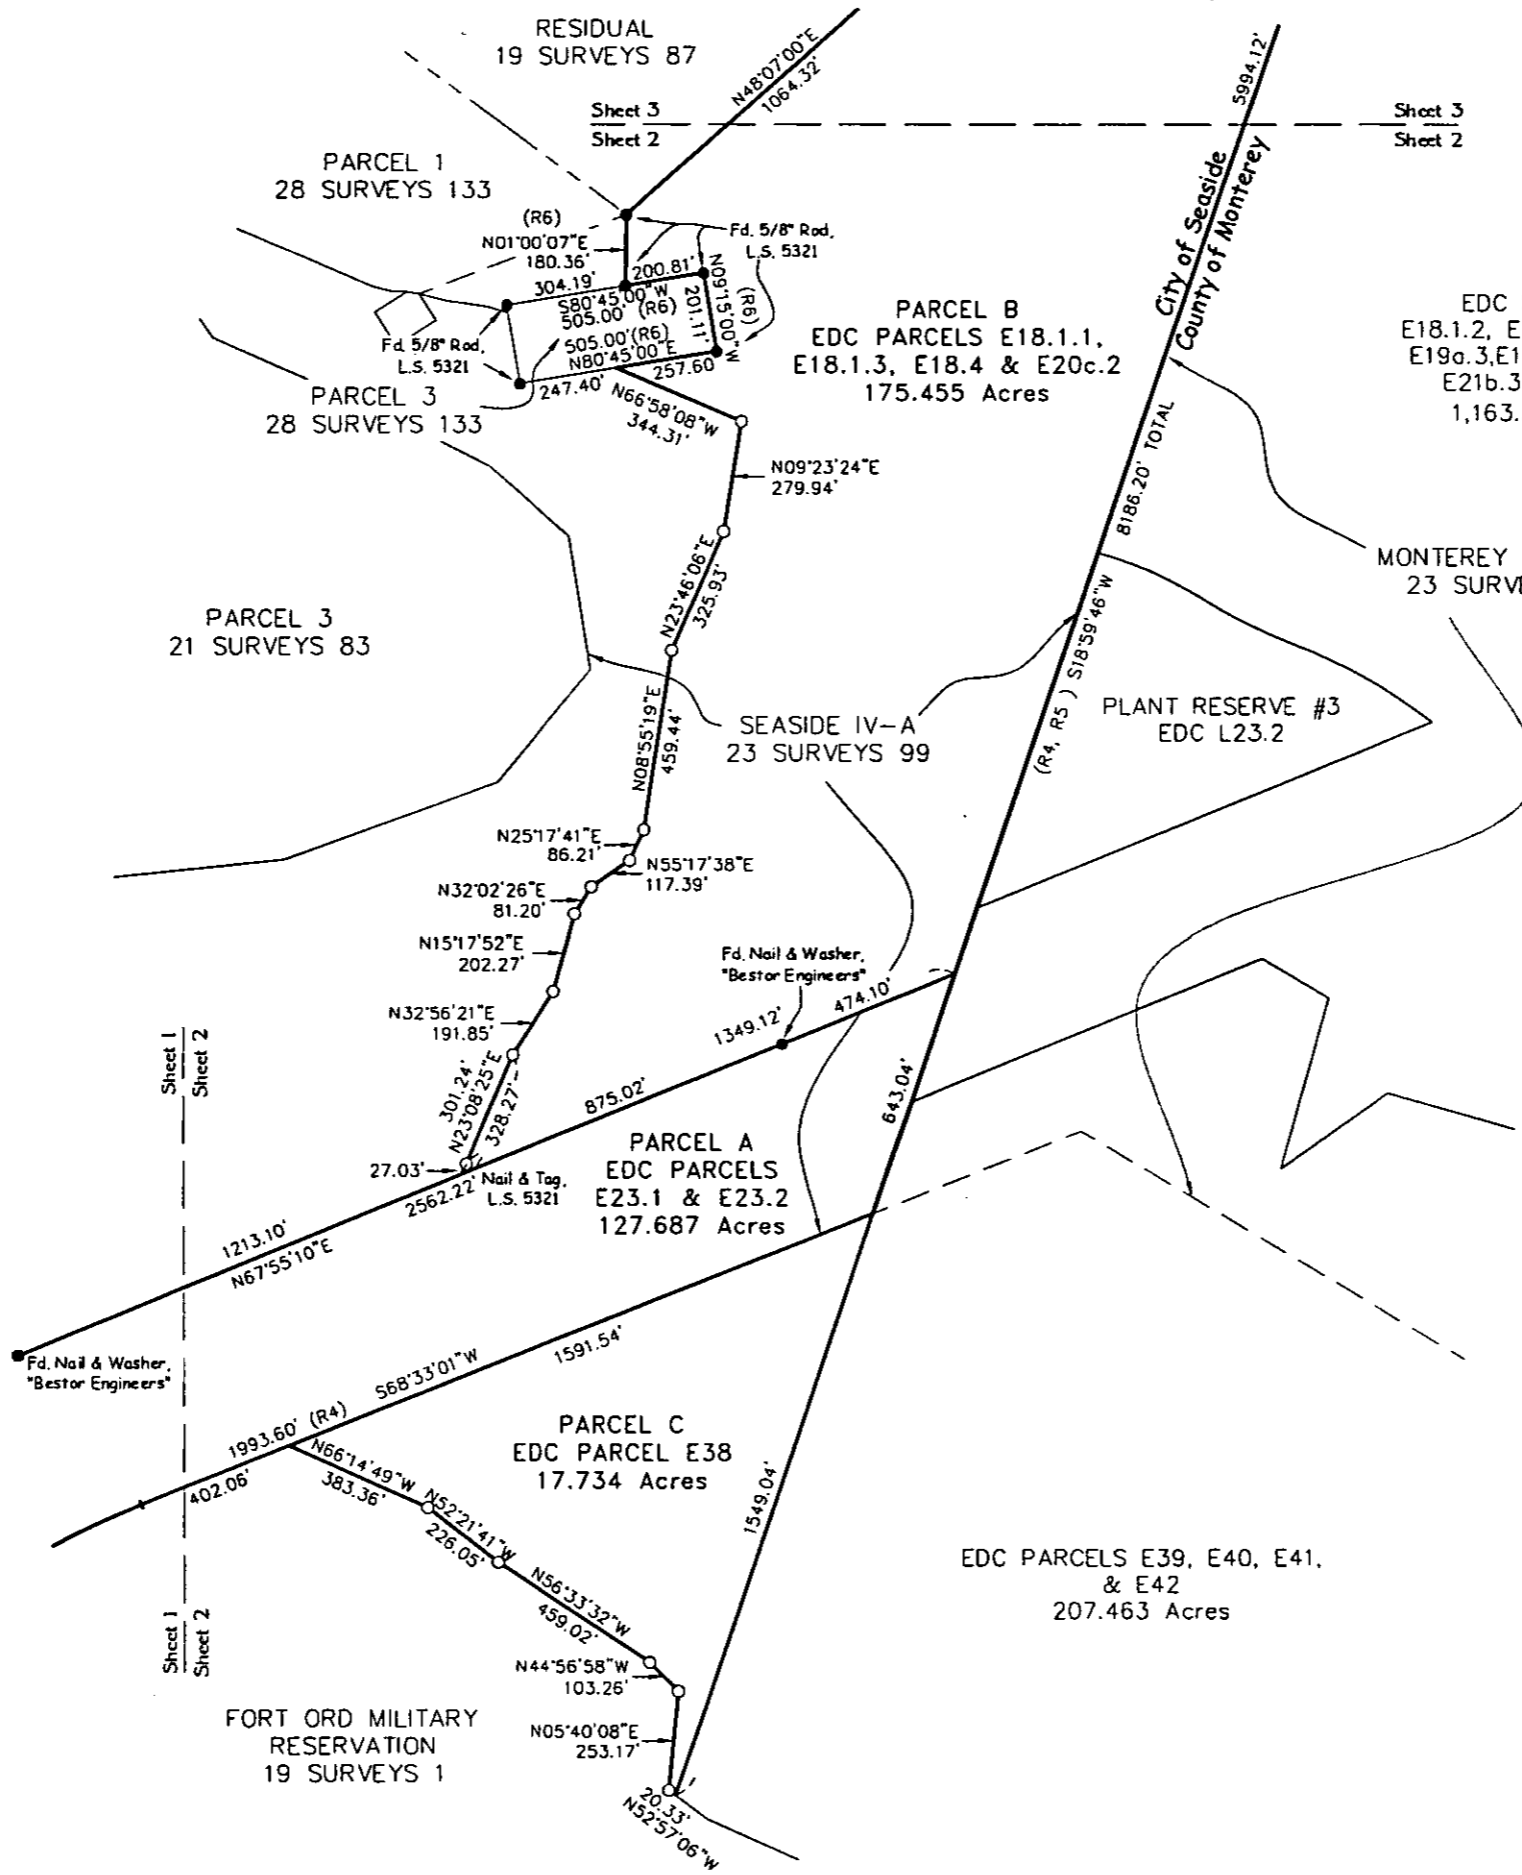 RESIDUAL
19 SURVEYS 87
N48°07'00"E
1064.32'
5994.12'
Sheet 3
Sheet 2
Sheet 3
Sheet 2
City of Seaside
County of Monterey
PARCEL 1
28 SURVEYS 133
(R6)
N01°00'07"E
180.36'
Fd. 5/8" Rod,
L.S. 5321
304.19'
200.81'
S80°45'00"W
505.00' (R6)
N09°15'00"W
(R6)
201.11'
505.00'(R6)
N80°45'00"E
Fd. 5/8" Rod,
L.S. 5321
247.40'
257.60
PARCEL B
EDC PARCELS E18.1.1,
E18.1.3, E18.4 & E20c.2
175.455 Acres
EDC
E18.1.2, E
E19a.3,E1
E21b.3
1,163.
PARCEL 3
28 SURVEYS 133
N66°58'08"W
344.31'
N09°23'24"E
279.94'
8186.20' TOTAL
N23°46'06"E
325.93'
MONTEREY
23 SURVE
PARCEL 3
21 SURVEYS 83
(R4, R5 ) S18°59'46"W
N08°55'19"E
459.44'
SEASIDE IV-A
23 SURVEYS 99
PLANT RESERVE #3
EDC L23.2
N25°17'41"E
86.21'
N55°17'38"E
117.39'
N32°02'26"E
81.20'
N15°17'52"E
202.27'
Fd. Nail & Washer,
"Bestor Engineers"
474.10'
1349.12'
N32°56'21"E
191.85'
Sheet 1
Sheet 2
301.24'
N23°08'25"E
328.27'
875.02'
643.04'
27.03'
2562.22'
Nail & Tag,
L.S. 5321
PARCEL A
EDC PARCELS
E23.1 & E23.2
127.687 Acres
1213.10'
N67°55'10"E
Fd. Nail & Washer,
"Bestor Engineers"
1591.54'
S68°33'01"W
1993.60' (R4)
402.06'
PARCEL C
EDC PARCEL E38
17.734 Acres
N66°14'49"W
383.36'
N52°21'41"W
226.05'
1549.04'
N56°33'32"W
459.02'
EDC PARCELS E39, E40, E41,
& E42
207.463 Acres
Sheet 1
Sheet 2
N44°56'58"W
103.26'
N05°40'08"E
253.17'
FORT ORD MILITARY
RESERVATION
19 SURVEYS 1
20.33'
N52°57'06"W